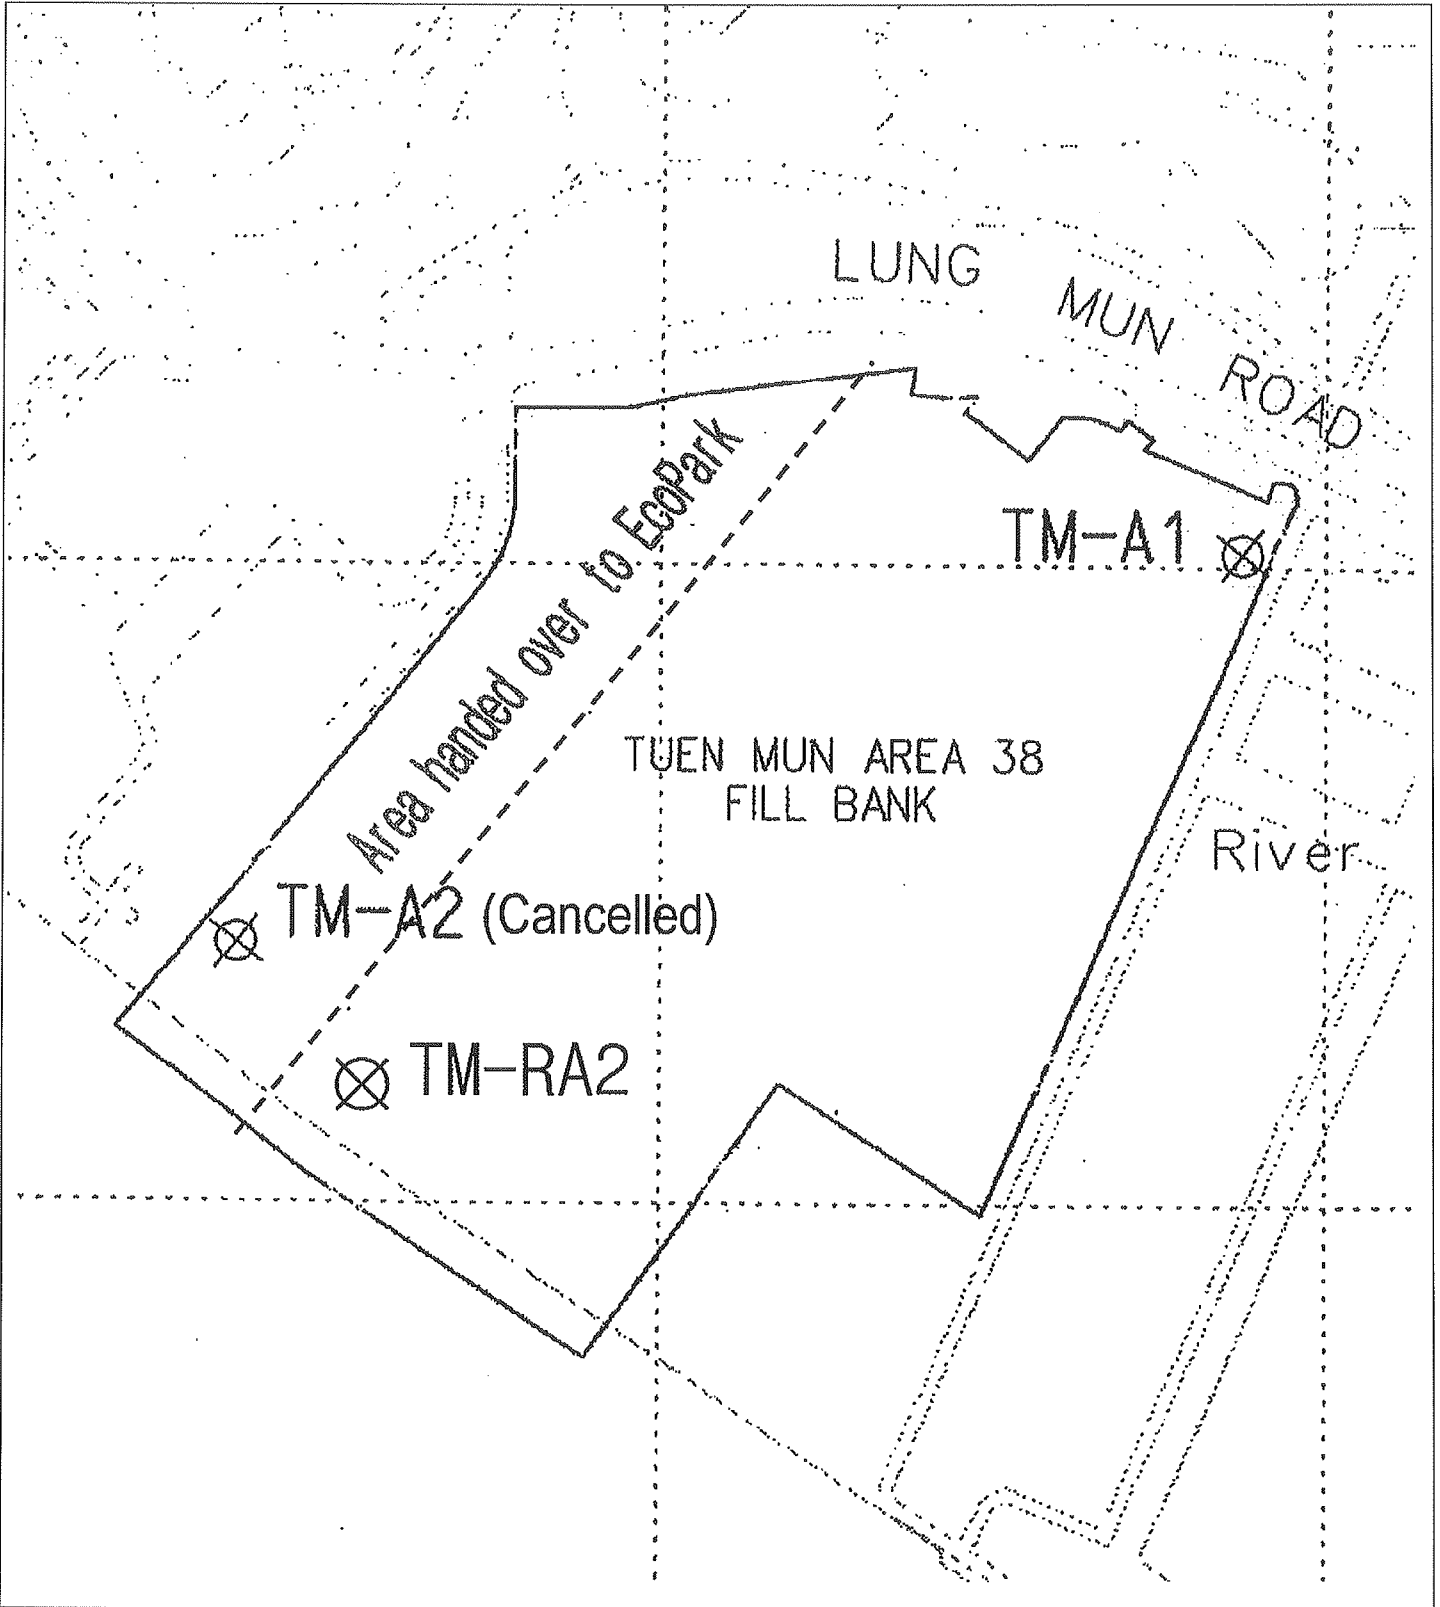 LUNG
MUN
ROAD
TM-A1
Area handed over to EcoPark
TUEN MUN AREA 38
FILL BANK
River
TM-A2 (Cancelled)
TM-RA2